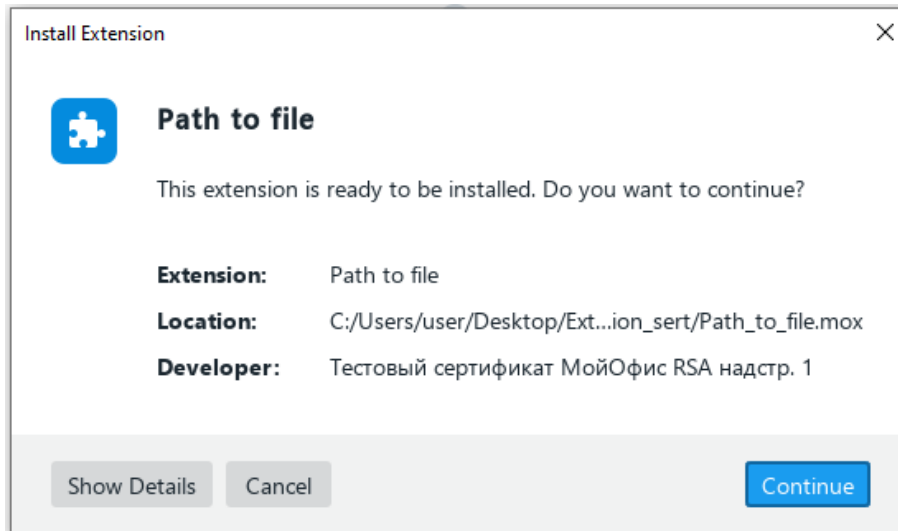 Install Extension
Path to file
This extension is ready to be installed. Do you want to continue?
Extension: Path to file
Location: C:/Users/user/Desktop/Ext...ion_sert/Path_to_file.mox
Developer: Тестовый сертификат МойОфис RSA надстр. 1
Show Details Cancel Continue